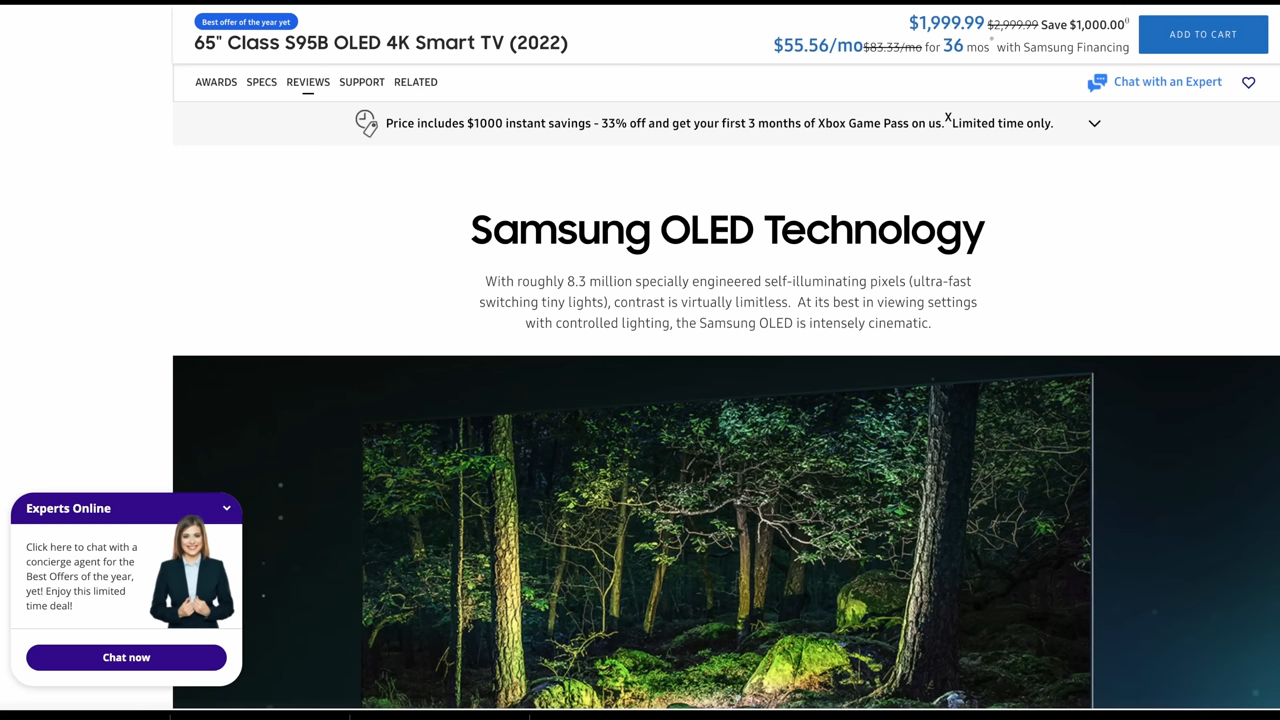 Best offer of the year yet
65" Class S95B OLED 4K Smart TV (2022)
$1,999.99 $2,999.99 Save $1,000.00◊
$55.56/mo$83.33/mo for 36 mos® with Samsung Financing
ADD TO CART
AWARDS SPECS REVIEWS SUPPORT RELATED
Chat with an Expert
Price includes $1000 instant savings - 33% off and get your first 3 months of Xbox Game Pass on us.X Limited time only.
Samsung OLED Technology
With roughly 8.3 million specially engineered self-illuminating pixels (ultra-fast
switching tiny lights), contrast is virtually limitless. At its best in viewing settings
with controlled lighting, the Samsung OLED is intensely cinematic.
Experts Online
Click here to chat with a
concierge agent for the
Best Offers of the year,
yet! Enjoy this limited
time deal!
Chat now